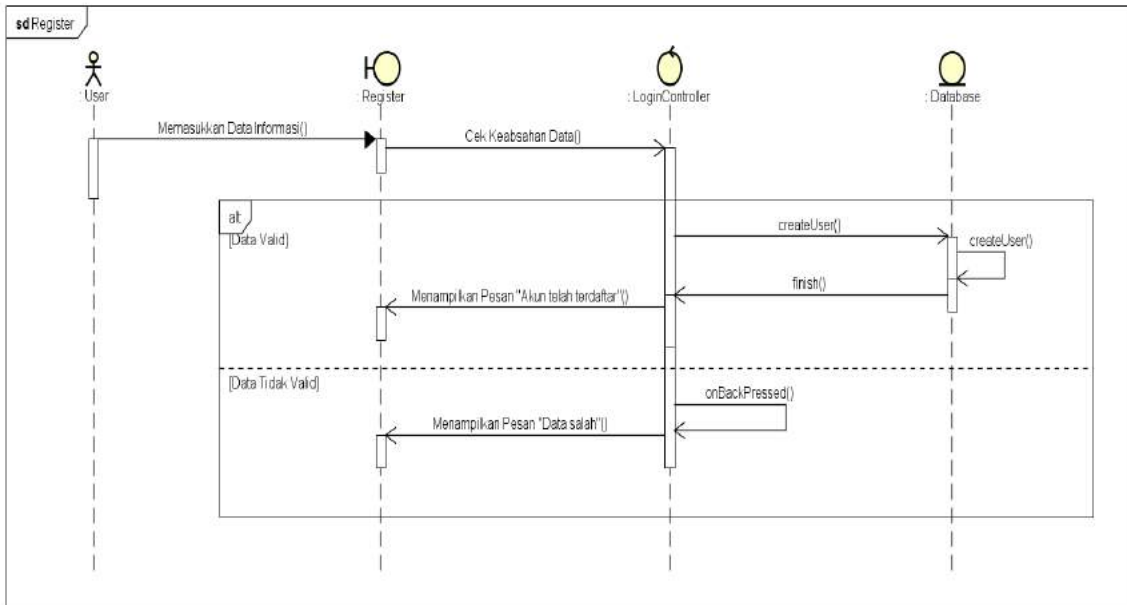 sd Register
: User
: Register
: LoginController
: Database
Memasukkan Data Informasi()
Cek Keabsahan Data()
alt
[Data Valid]
createUser()
createUser()
finish()
Menampilkan Pesan "Akun telah terdaftar"()
[Data Tidak Valid]
onBackPressed()
Menampilkan Pesan "Data salah"()